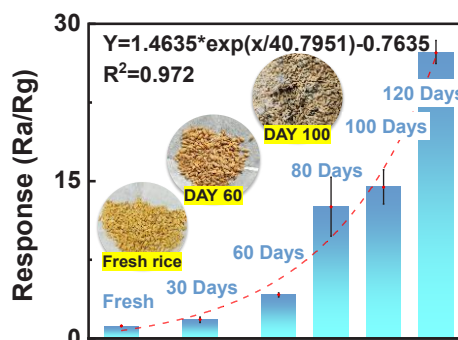 30
Y=1.4635*exp(x/40.7951)-0.7635
R²=0.972
DAY 100
120 Days
100 Days
DAY 60
80 Days
15
Response (Ra/Rg)
Fresh rice
60 Days
30 Days
Fresh
0